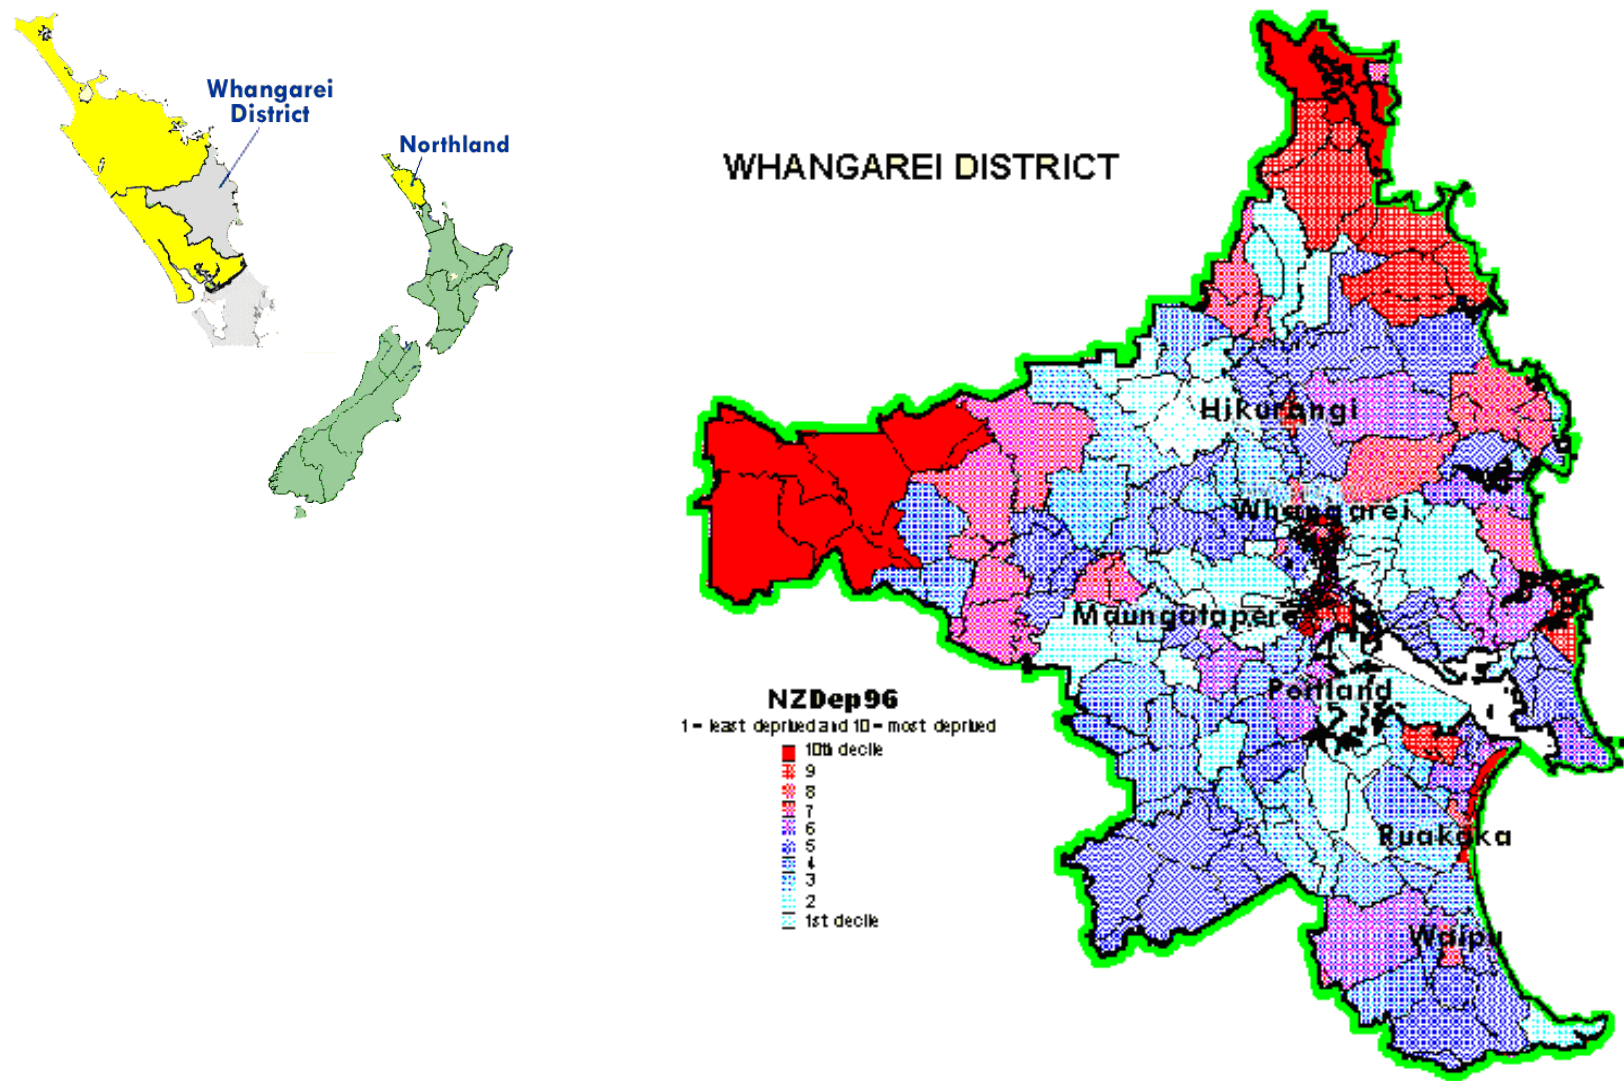 Whangarei
District
Northland
WHANGAREI DISTRICT
Hikurangi
Whangarei
Maungatapere
Portland
NZDep96
1 = least deprived and 10 = most deprived
10th decile
9
8
7
6
5
4
3
2
1st decile
Ruakaka
Waipu